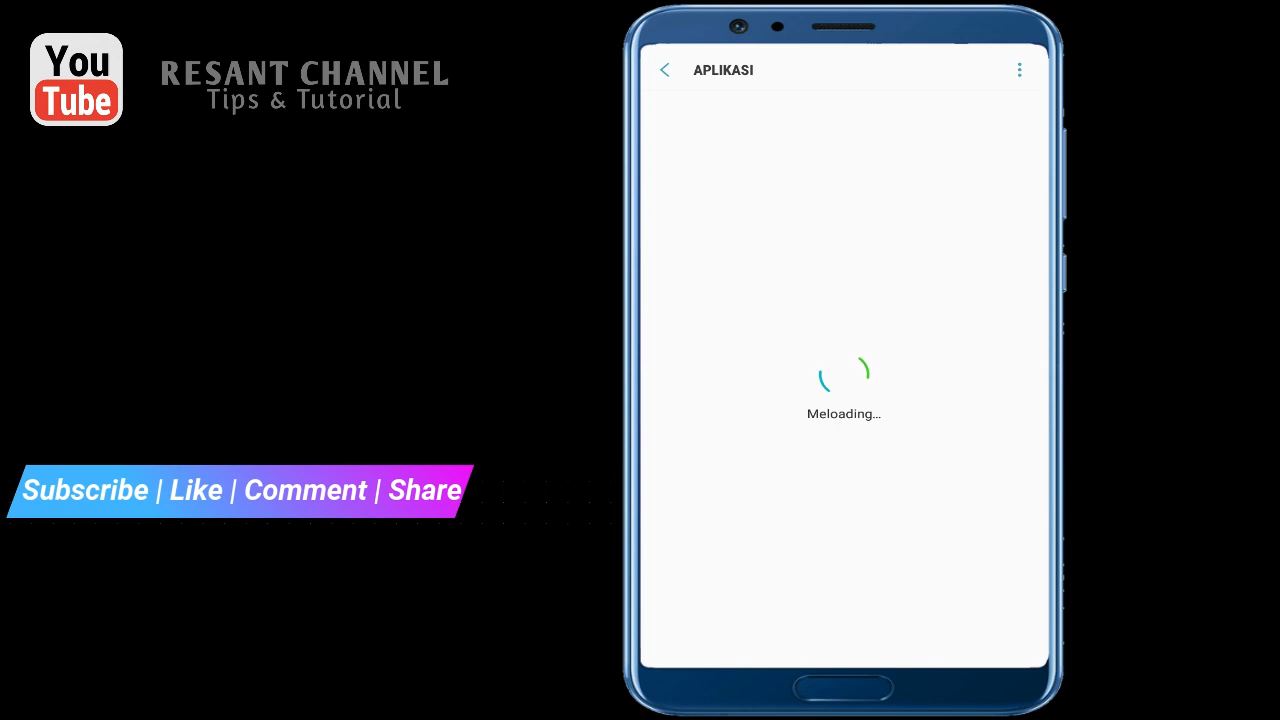 You
Tube
RESANT CHANNEL
Tips & Tutorial
APLIKASI
Meloading...
Subscribe | Like | Comment | Share